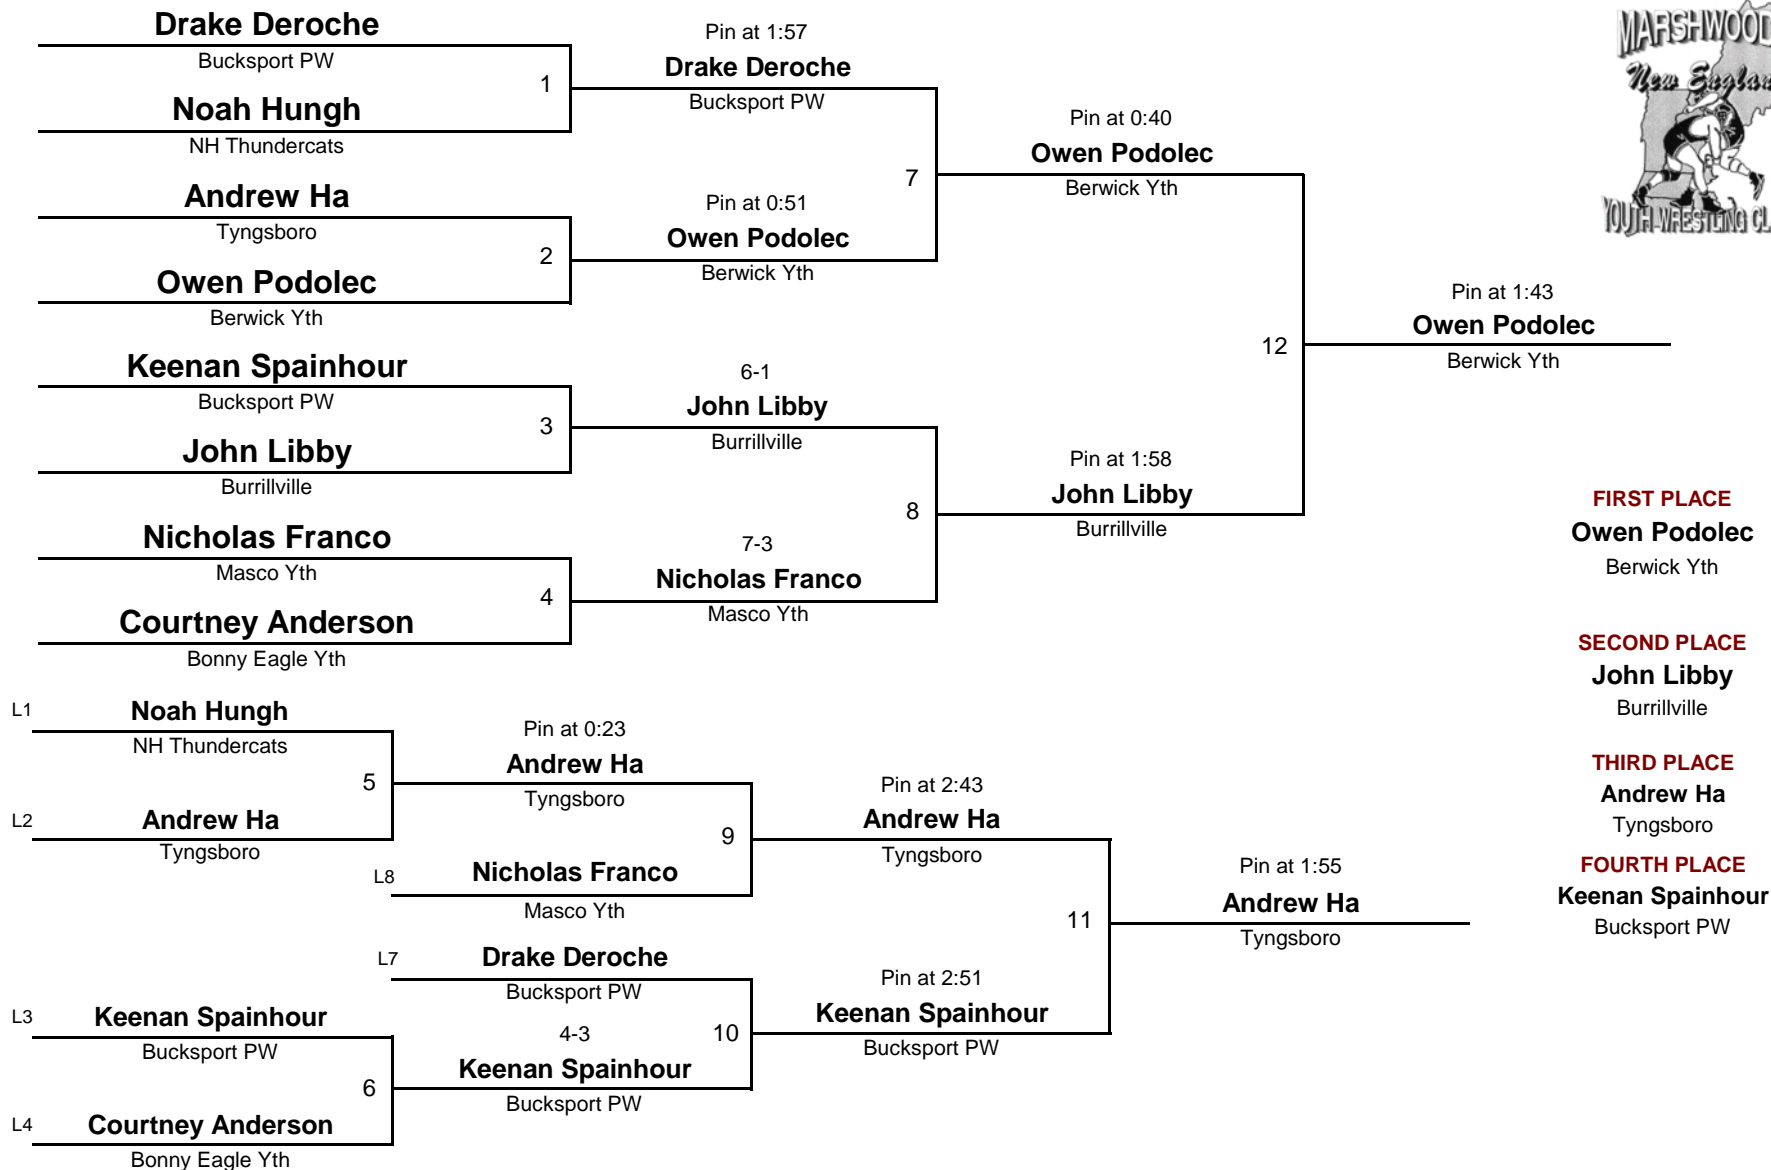 Drake Deroche
Bucksport PW
1
Noah Hungh
NH Thundercats
Andrew Ha
Tyngsboro
2
Owen Podolec
Berwick Yth
Keenan Spainhour
Bucksport PW
3
John Libby
Burrillville
Nicholas Franco
Masco Yth
4
Courtney Anderson
Bonny Eagle Yth
Pin at 1:57
Drake Deroche
Bucksport PW
7
Pin at 0:51
Owen Podolec
Berwick Yth
6-1
John Libby
Burrillville
8
7-3
Nicholas Franco
Masco Yth
Pin at 0:40
Owen Podolec
Berwick Yth
12
Pin at 1:58
John Libby
Burrillville
Pin at 1:43
Owen Podolec
Berwick Yth
MARSHWOOD
New England
YOUTH WRESTLING CL
FIRST PLACE
Owen Podolec
Berwick Yth
SECOND PLACE
John Libby
Burrillville
THIRD PLACE
Andrew Ha
Tyngsboro
FOURTH PLACE
Keenan Spainhour
Bucksport PW
L1
Noah Hungh
NH Thundercats
5
L2
Andrew Ha
Tyngsboro
Pin at 0:23
Andrew Ha
Tyngsboro
9
L8
Nicholas Franco
Masco Yth
L7
Drake Deroche
Bucksport PW
10
L3
Keenan Spainhour
Bucksport PW
6
L4
Courtney Anderson
Bonny Eagle Yth
4-3
Keenan Spainhour
Bucksport PW
Pin at 2:43
Andrew Ha
Tyngsboro
11
Pin at 2:51
Keenan Spainhour
Bucksport PW
Pin at 1:55
Andrew Ha
Tyngsboro